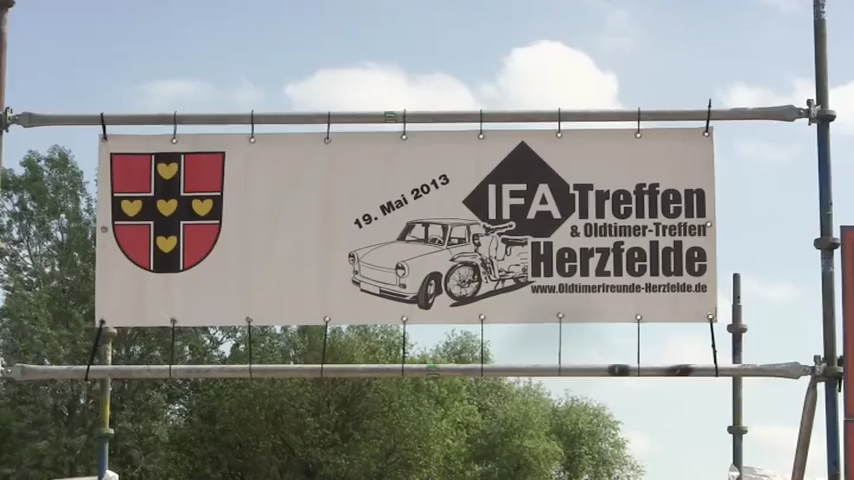 19. Mai 2013
IFA Treffen
& Oldtimer-Treffen
Herzfelde
www.Oldtimerfreunde-Herzfelde.de